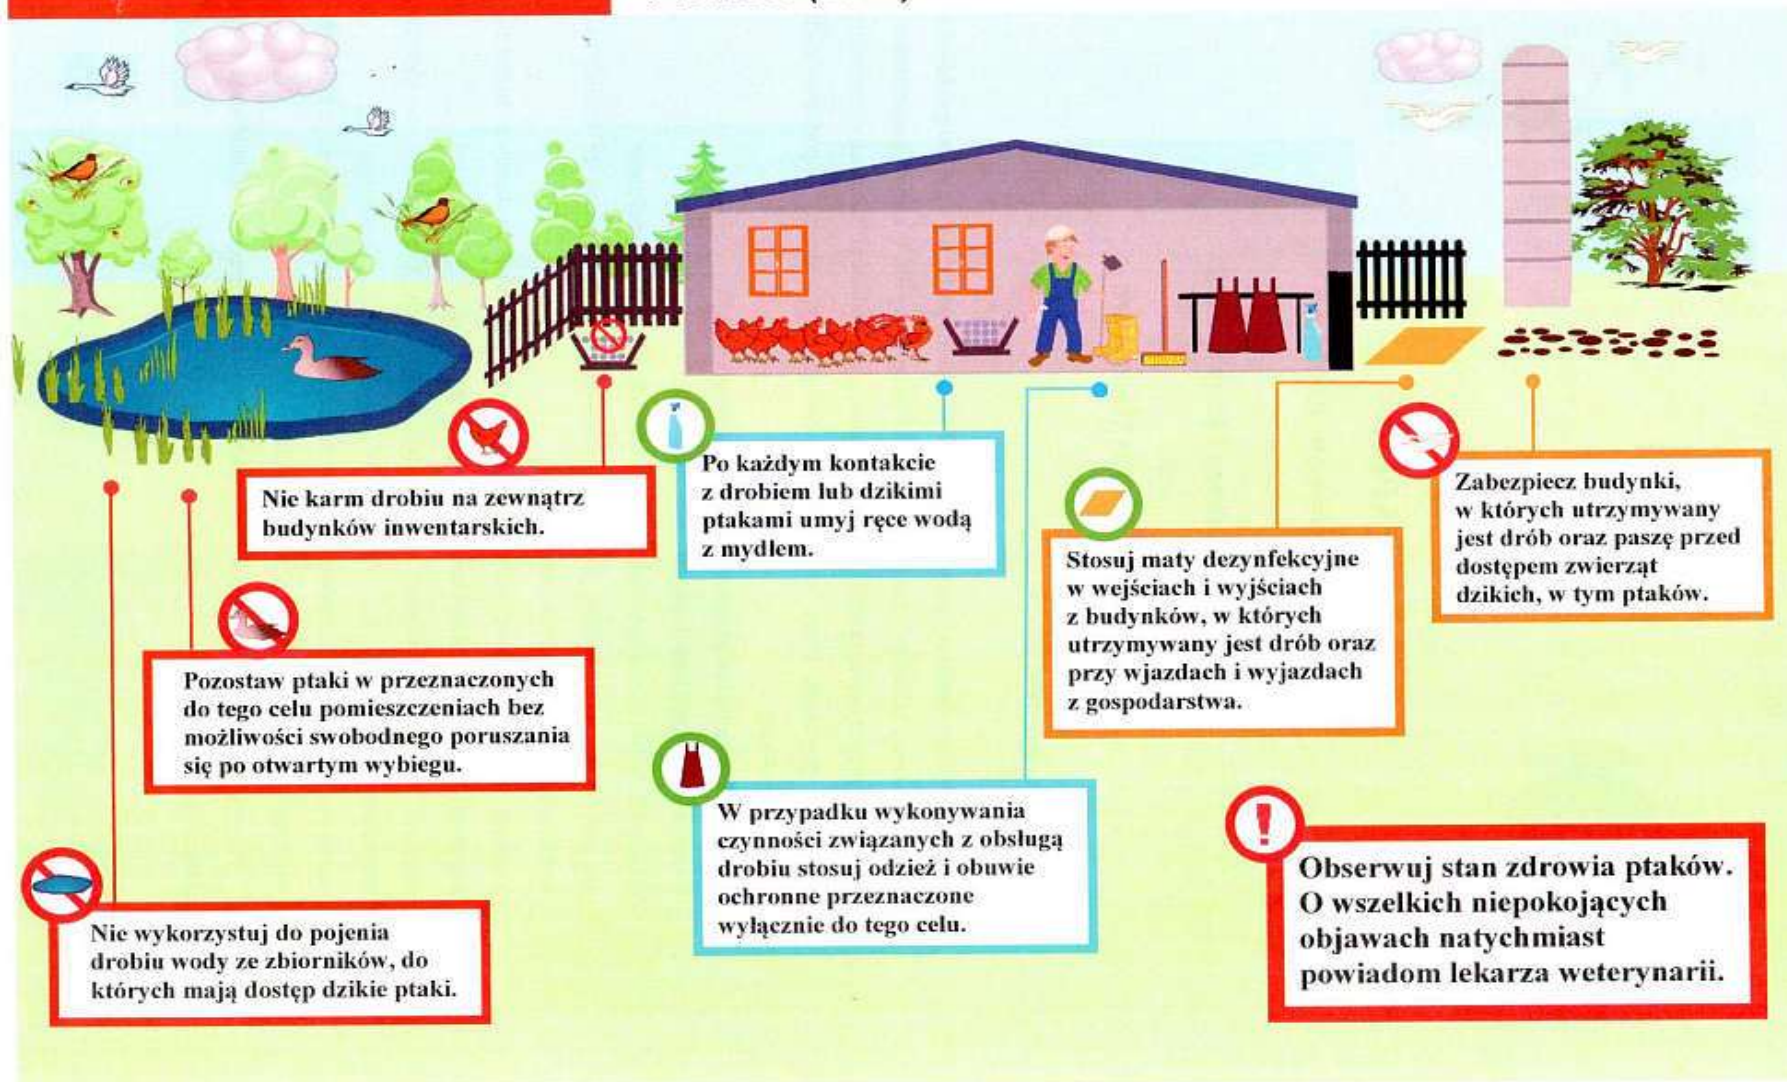 Nie karm drobiu na zewnątrz
budynków inwentarskich.
Po każdym kontakcie
z drobiem lub dzikimi
ptakami umyj ręce wodą
z mydłem.
Stosuj maty dezynfekcyjne
w wejściach i wyjściach
z budynków, w których
utrzymywany jest drób oraz
przy wjazdach i wyjazdach
z gospodarstwa.
Zabezpiecz budynki,
w których utrzymywany
jest drób oraz paszę przed
dostępem zwierząt
dzikich, w tym ptaków.
Pozostaw ptaki w przeznaczonych
do tego celu pomieszczeniach bez
możliwości swobodnego poruszania
się po otwartym wybiegu.
W przypadku wykonywania
czynności związanych z obsługą
drobiu stosuj odzież i obuwie
ochronne przeznaczone
wyłącznie do tego celu.
Nie wykorzystuj do pojenia
drobiu wody ze zbiorników, do
których mają dostęp dzikie ptaki.
!
Obserwuj stan zdrowia ptaków.
O wszelkich niepokojących
objawach natychmiast
powiadom lekarza weterynarii.